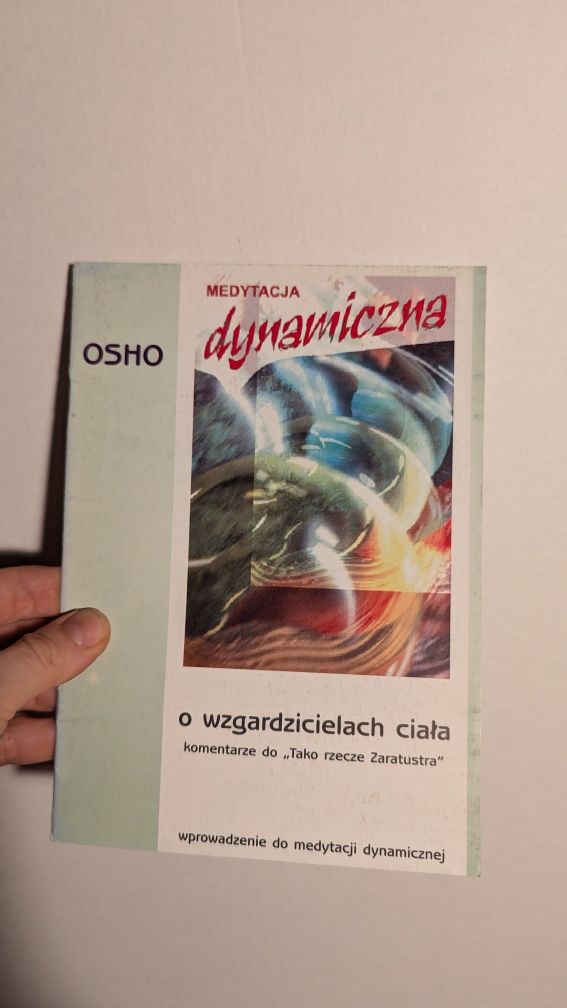 OSHO
MEDYTACJA
dynamiczna
o wzgardzicielach ciała
komentarze do „Tako rzecze Zaratustra"
wprowadzenie do medytacji dynamicznej